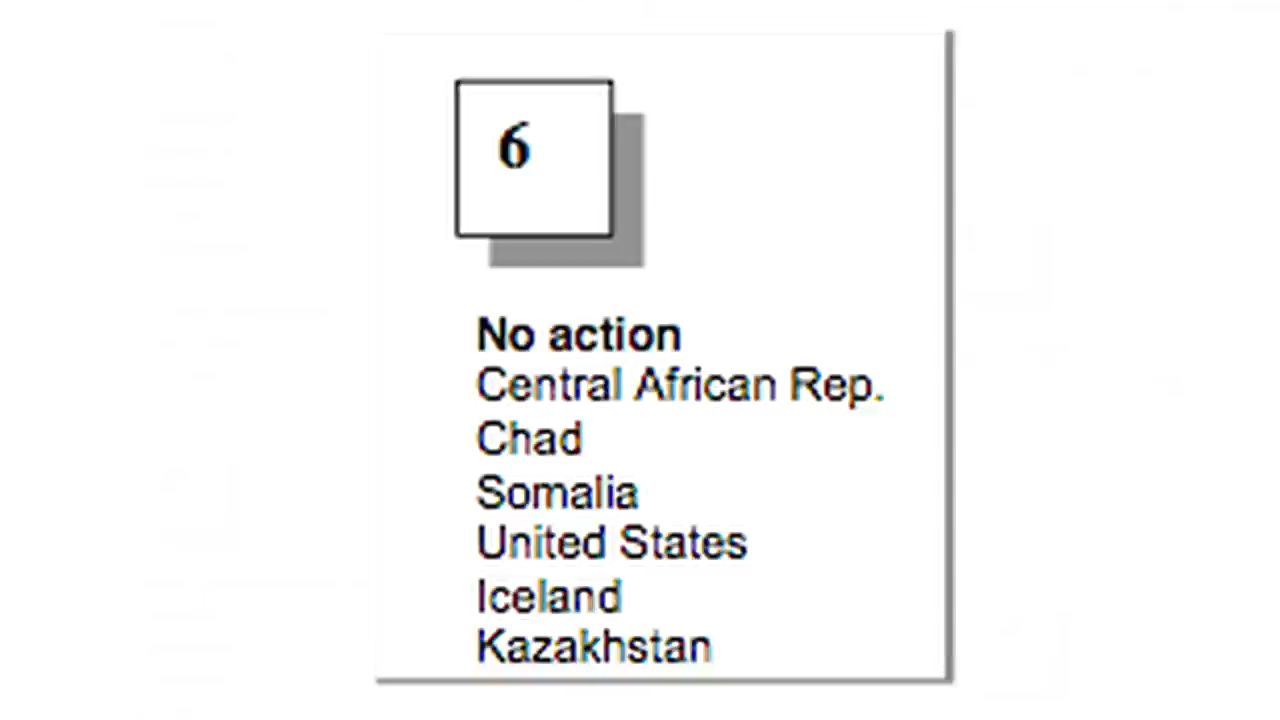 6
No action
Central African Rep.
Chad
Somalia
United States
Iceland
Kazakhstan